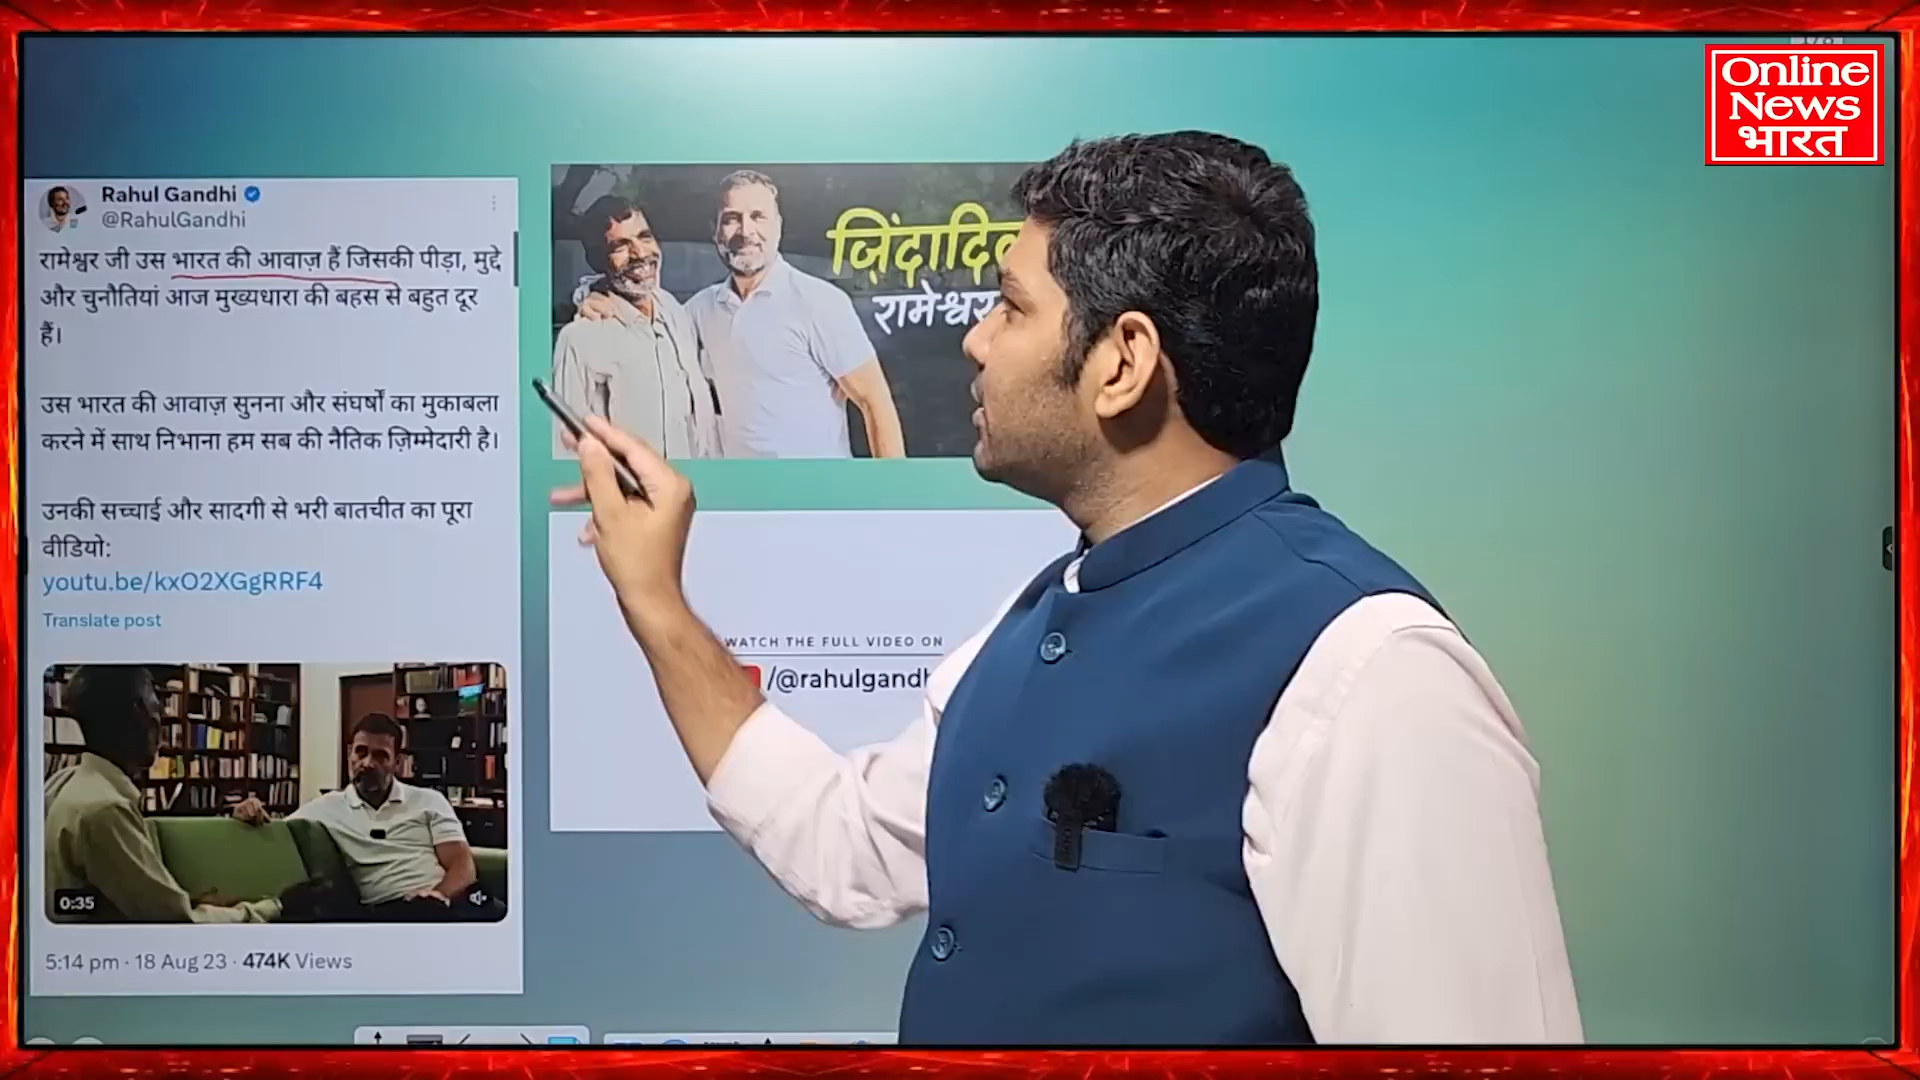 Online
News
भारत
Rahul Gandhi
@RahulGandhi
रामेश्वर जी उस भारत की आवाज़ हैं जिसकी पीड़ा, मुद्दे
और चुनौतियां आज मुख्यधारा की बहस से बहुत दूर
हैं।
उस भारत की आवाज़ सुनना और संघर्षों का मुकाबला
करने में साथ निभाना हम सब की नैतिक ज़िम्मेदारी है।
उनकी सच्चाई और सादगी से भरी बातचीत का पूरा
वीडियो:
youtu.be/kxO2XGgRRF4
Translate post
0:35
5:14 pm · 18 Aug 23 · 474K Views
रामेश्वर
WATCH THE FULL VIDEO ON